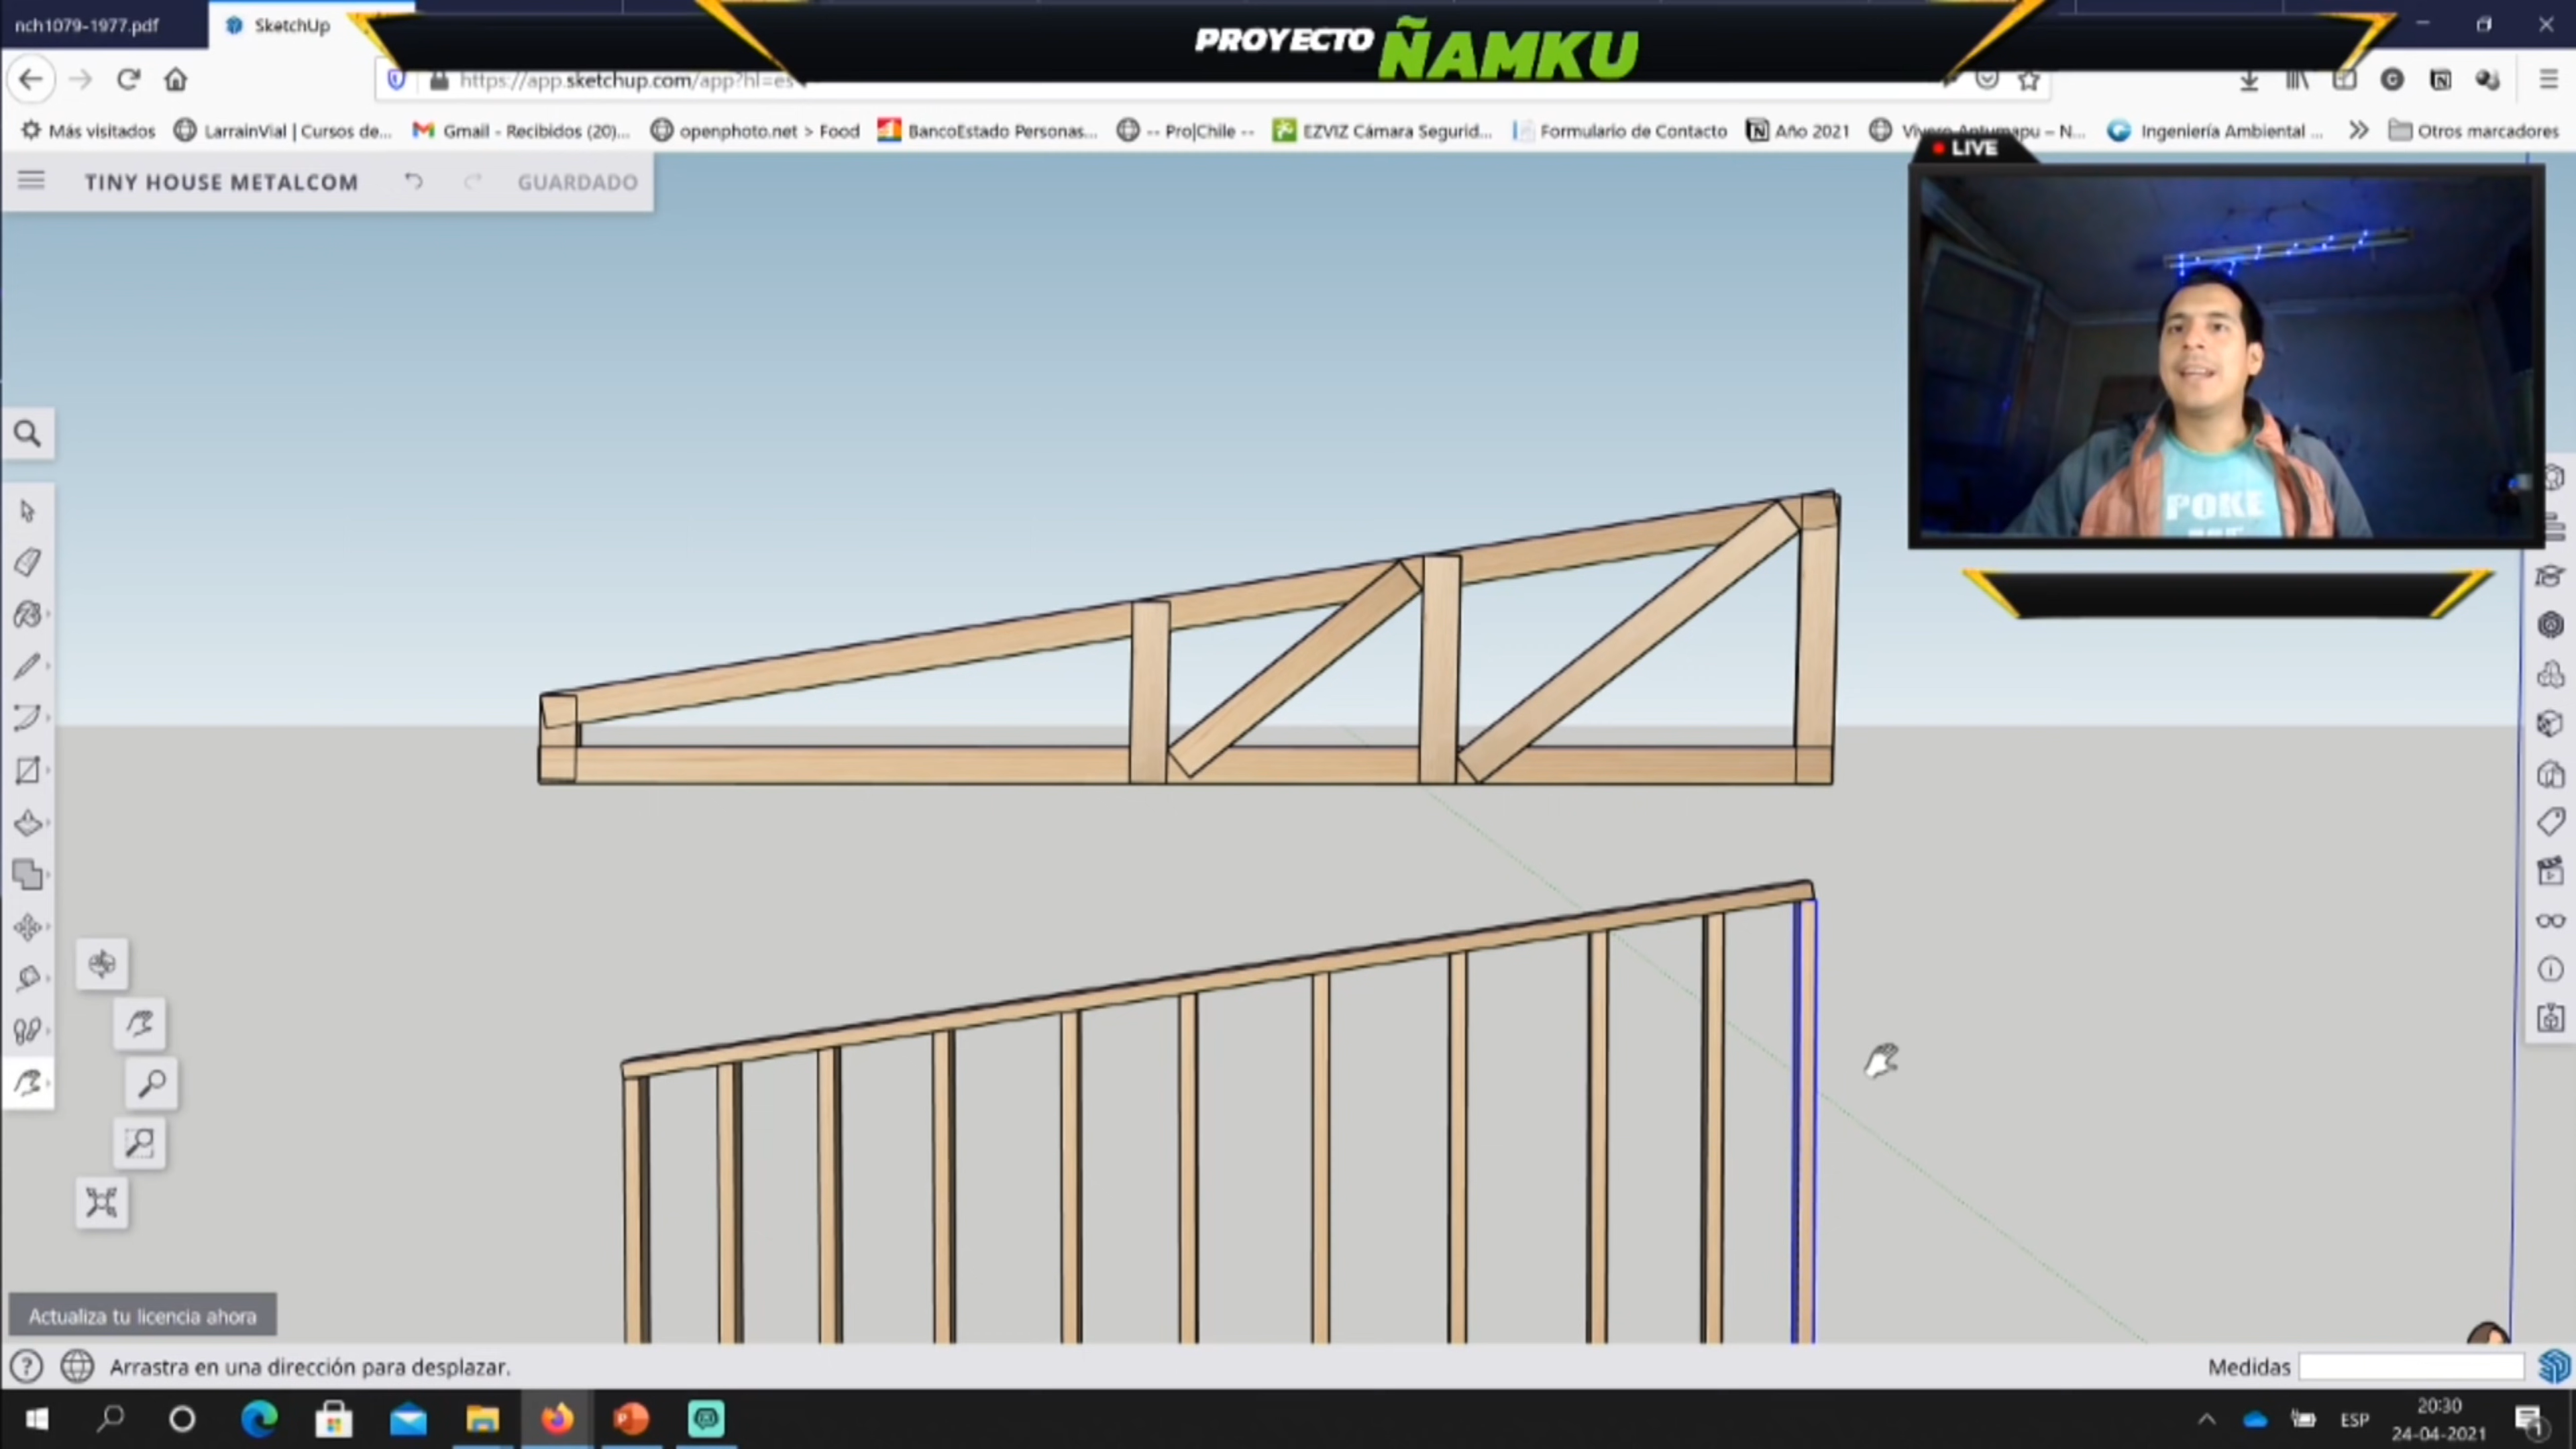 nch1079-1977.pdf
SketchUp
PROYECTO ÑAMKU
https://app.sketchup.com/app?hl=es
Más visitados
LarrainVial | Cursos de...
Gmail - Recibidos (20)...
openphoto.net > Food
BancoEstado Personas...
-- Pro|Chile --
EZVIZ Cámara Segurid...
Formulario de Contacto
Año 2021
Vivero Antumapu – N...
Ingeniería Ambiental ...
Otros marcadores
LIVE
TINY HOUSE METALCOM
GUARDADO
POKE
Actualiza tu licencia ahora
Arrastra en una dirección para desplazar.
Medidas
ESP
20:30
24-04-2021
1